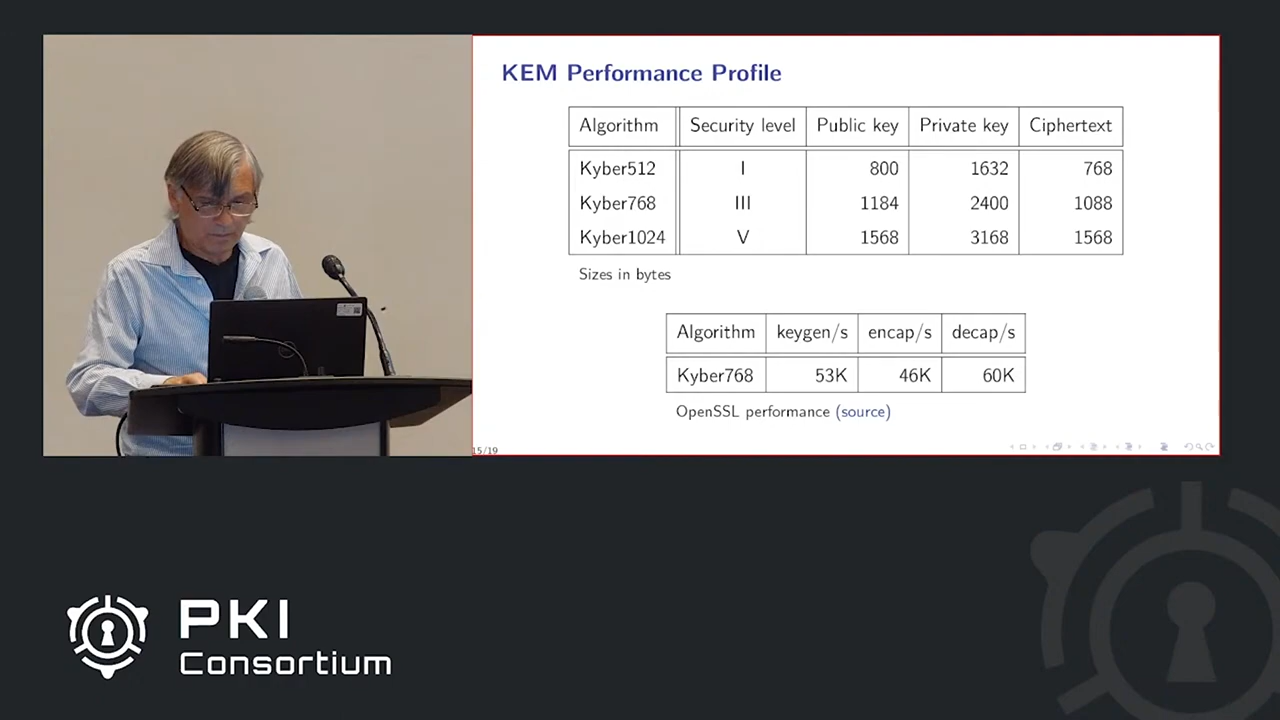 KEM Performance Profile
Algorithm Security level Public key Private key Ciphertext
Kyber512 I 800 1632 768
Kyber768 III 1184 2400 1088
Kyber1024 V 1568 3168 1568
Sizes in bytes
Algorithm keygen/s encap/s decap/s
Kyber768 53K 46K 60K
OpenSSL performance (source)
15/19
PKI
Consortium